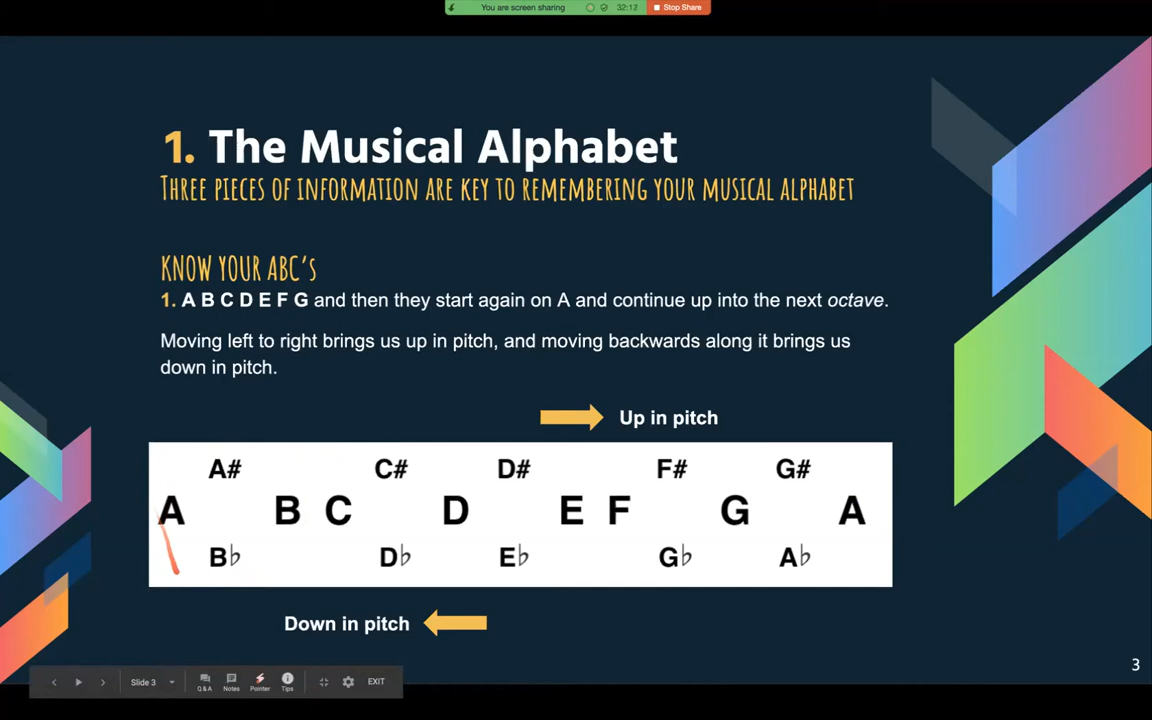 You are screen sharing 32:12 Stop Share
1. The Musical Alphabet
THREE PIECES OF INFORMATION ARE KEY TO REMEMBERING YOUR MUSICAL ALPHABET
KNOW YOUR ABC'S
1. A B C D E F G and then they start again on A and continue up into the next octave.
Moving left to right brings us up in pitch, and moving backwards along it brings us
down in pitch.
Up in pitch
A# C# D# F# G#
A B C D E F G A
B♭ D♭ E♭ G♭ A♭
Down in pitch
3
Slide 3 Q & A Notes Pointer Tips EXIT